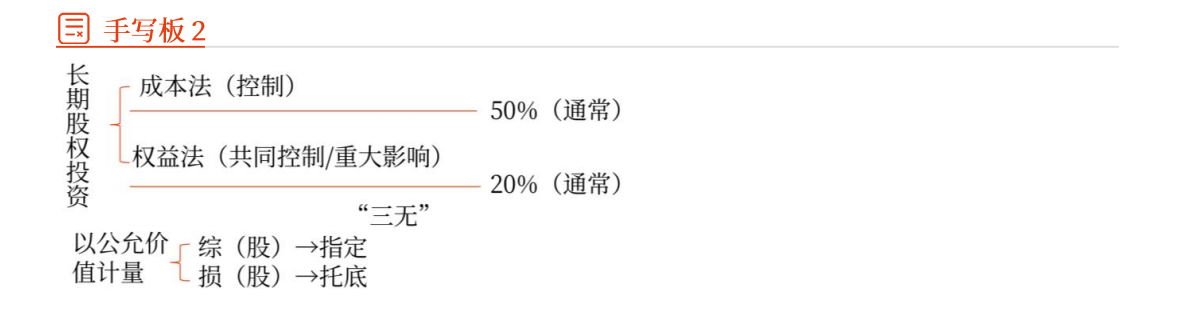 手写板 2
长期股权投资
成本法（控制）
50%（通常）
权益法（共同控制/重大影响）
20%（通常）
“三无”
以公允价
值计量
综（股）→指定
损（股）→托底